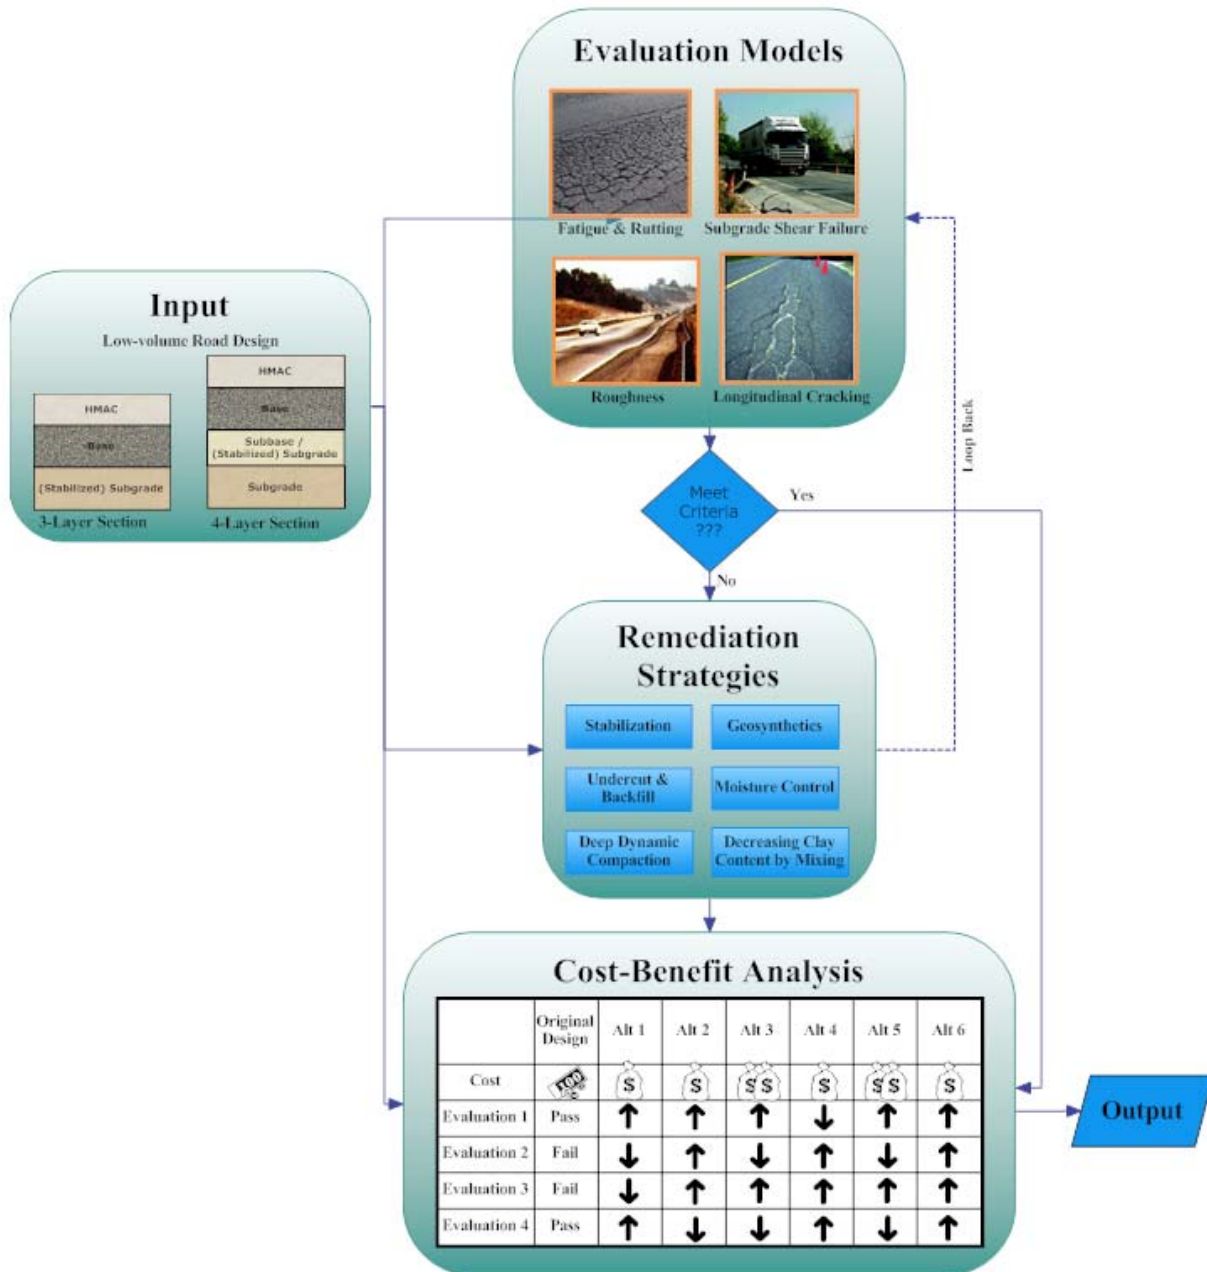 Evaluation Models
Fatigue & Rutting
Subgrade Shear Failure
Roughness
Longitudinal Cracking
Input
Low-volume Road Design
HMAC
Base
(Stabilized) Subgrade
3-Layer Section
HMAC
Base
Subbase /
(Stabilized) Subgrade
Subgrade
4-Layer Section
Loop Back
Meet
Criteria
???
Yes
No
Remediation
Strategies
Stabilization
Geosynthetics
Undercut &
Backfill
Moisture Control
Deep Dynamic
Compaction
Decreasing Clay
Content by Mixing
Cost-Benefit Analysis
Original
Design
Alt 1
Alt 2
Alt 3
Alt 4
Alt 5
Alt 6
Cost
100
$
$
$ $
$
$ $
$
Evaluation 1 Pass
Evaluation 2 Fail
Evaluation 3 Fail
Evaluation 4 Pass
Output